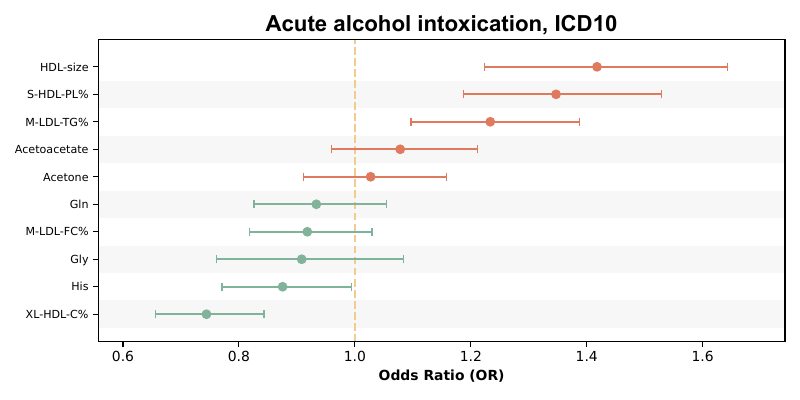 Acute alcohol intoxication, ICD10
HDL-size
S-HDL-PL%
M-LDL-TG%
Acetoacetate
Acetone
Gln
M-LDL-FC%
Gly
His
XL-HDL-C%
0.6 0.8 1.0 1.2 1.4 1.6
Odds Ratio (OR)